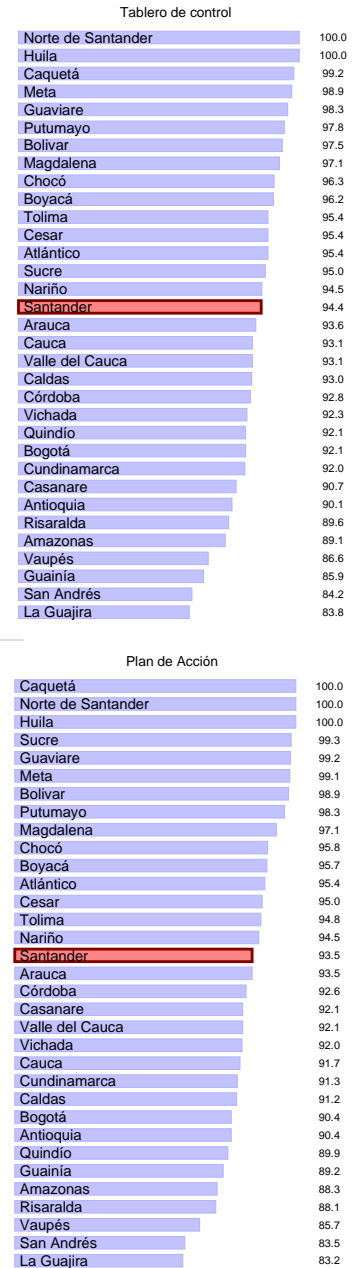 Tablero de control
Norte de Santander 100.0
Huila 100.0
Caquetá 99.2
Meta 98.9
Guaviare 98.3
Putumayo 97.8
Bolivar 97.5
Magdalena 97.1
Chocó 96.3
Boyacá 96.2
Tolima 95.4
Cesar 95.4
Atlántico 95.4
Sucre 95.0
Nariño 94.5
Santander 94.4
Arauca 93.6
Cauca 93.1
Valle del Cauca 93.1
Caldas 93.0
Córdoba 92.8
Vichada 92.3
Quindío 92.1
Bogotá 92.1
Cundinamarca 92.0
Casanare 90.7
Antioquia 90.1
Risaralda 89.6
Amazonas 89.1
Vaupés 86.6
Guainía 85.9
San Andrés 84.2
La Guajira 83.8
Plan de Acción
Caquetá 100.0
Norte de Santander 100.0
Huila 100.0
Sucre 99.3
Guaviare 99.2
Meta 99.1
Bolivar 98.9
Putumayo 98.3
Magdalena 97.1
Chocó 95.8
Boyacá 95.7
Atlántico 95.4
Cesar 95.0
Tolima 94.8
Nariño 94.5
Santander 93.5
Arauca 93.5
Córdoba 92.6
Casanare 92.1
Valle del Cauca 92.1
Vichada 92.0
Cauca 91.7
Cundinamarca 91.3
Caldas 91.2
Bogotá 90.4
Antioquia 90.4
Quindío 89.9
Guainía 89.2
Amazonas 88.3
Risaralda 88.1
Vaupés 85.7
San Andrés 83.5
La Guajira 83.2